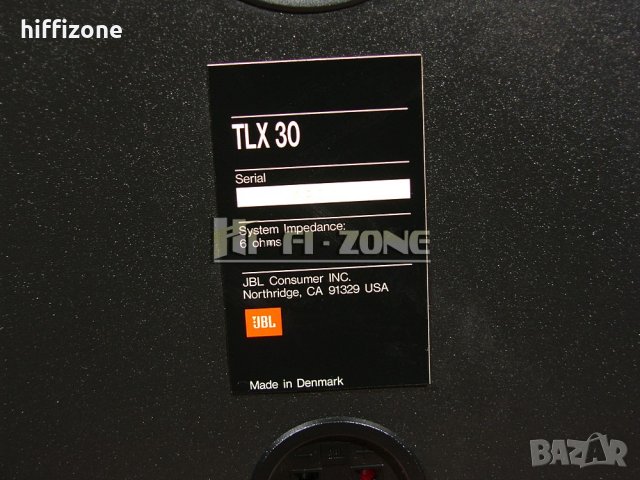 hiffizone
TLX 30
Serial
System Impedance:
6 ohms
Hi-Fi-ZONE
JBL Consumer INC.
Northridge, CA 91329 USA
JBL
Made in Denmark
BAZAR